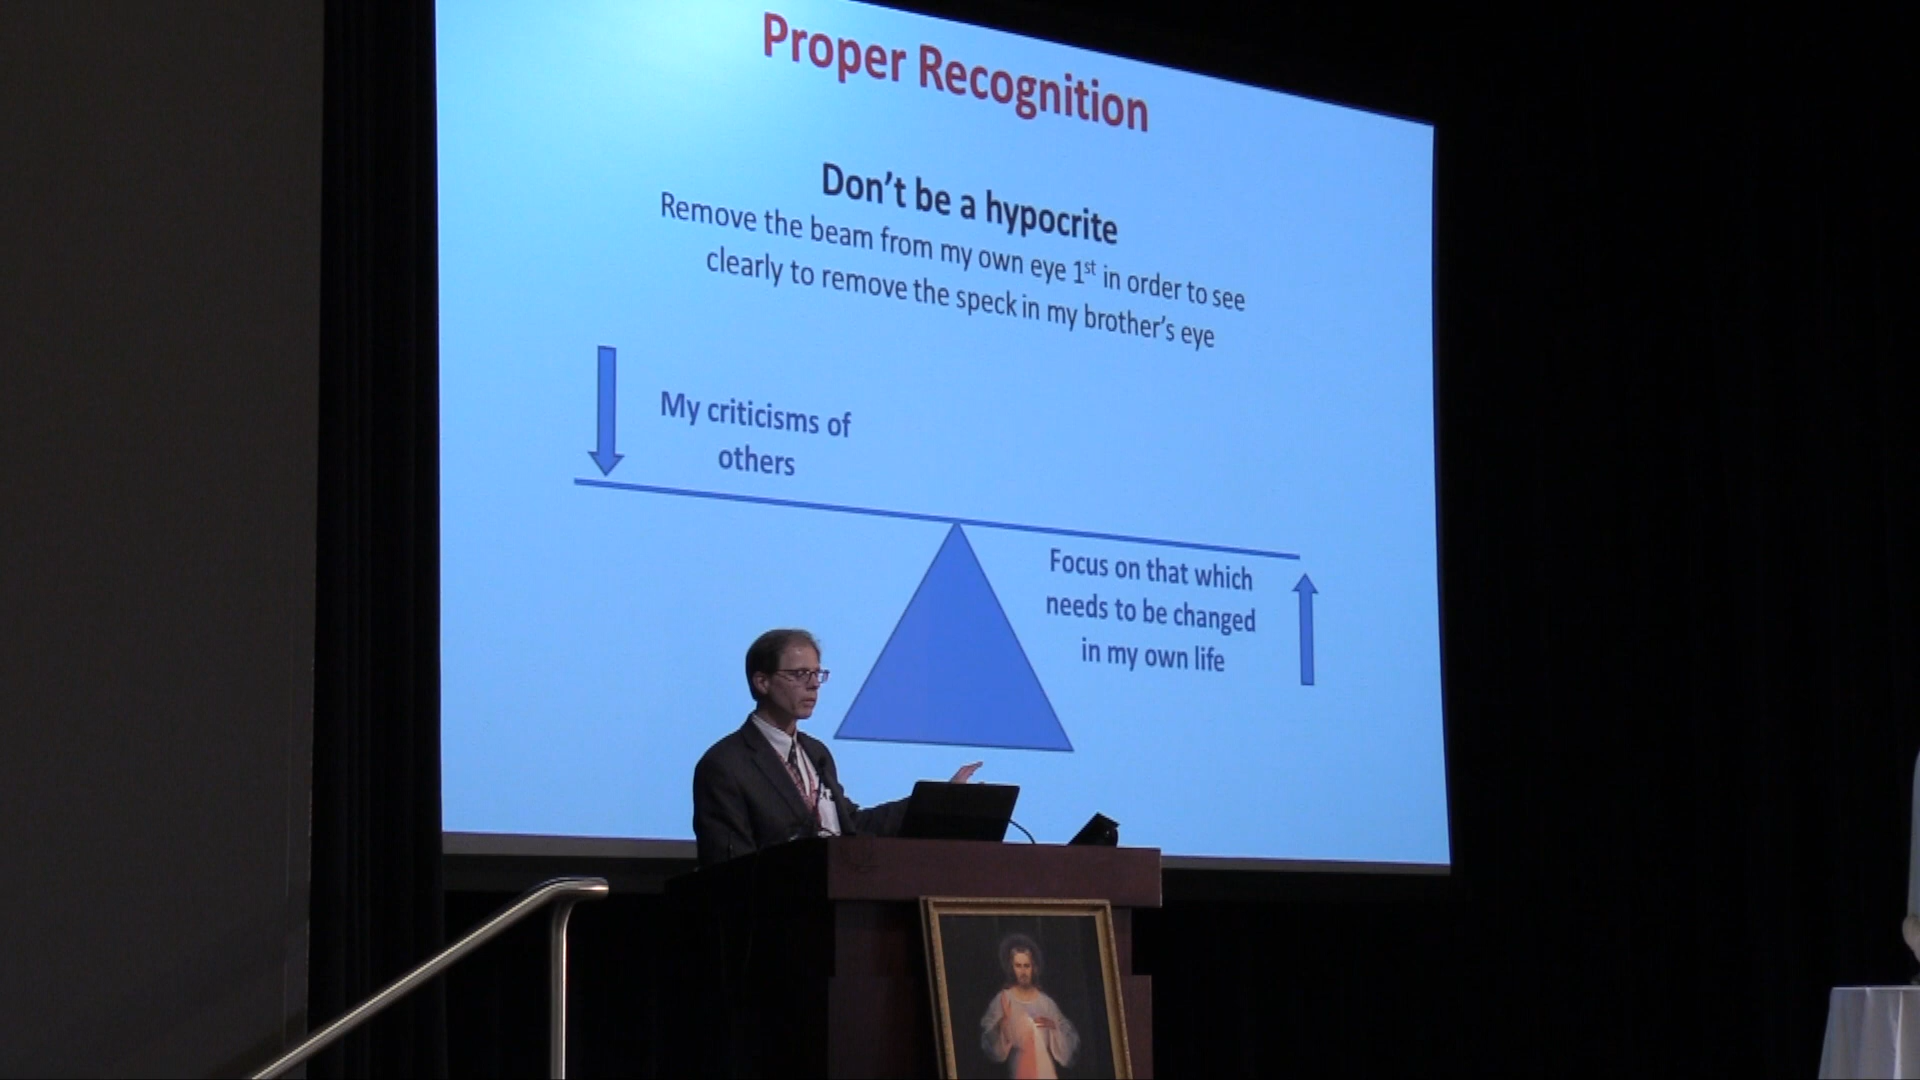 Proper Recognition
Don't be a hypocrite
Remove the beam from my own eye 1st in order to see
clearly to remove the speck in my brother's eye
My criticisms of
others
Focus on that which
needs to be changed
in my own life